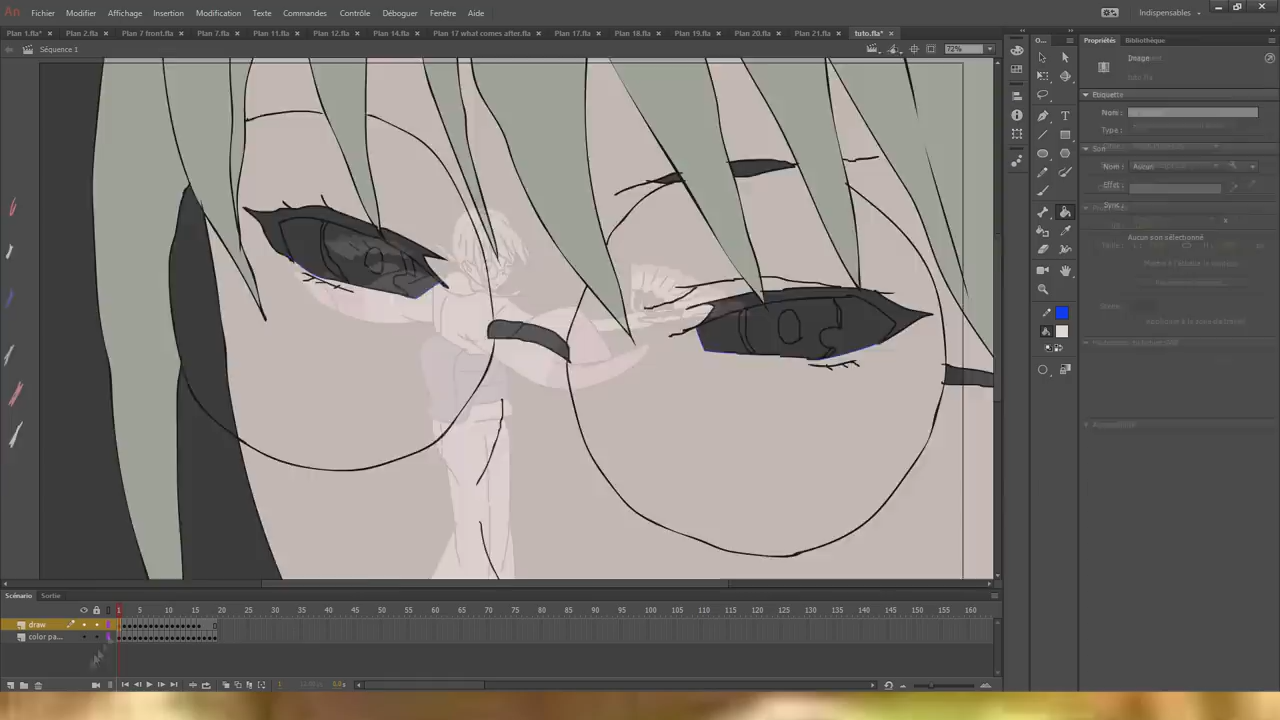 An Fichier Modifier Affichage Insertion Modification Texte Commandes Contrôle Déboguer Fenêtre Aide Indispensables
Plan 1.fla* Plan 2.fla Plan 7 front.fla Plan 7.fla Plan 11.fla Plan 12.fla Plan 14.fla Plan 17 what comes after.fla Plan 17.fla Plan 18.fla Plan 19.fla Plan 20.fla Plan 21.fla tuto.fla*
Séquence 1 72%
O... Propriétés Bibliothèque
Image
tuto.fla
Etiquette
Nom :
Type :
Son
Nom : Aucun
Effet :
Sync :
Aucun son sélectionné
Scénario Sortie
1 5 10 15 20 25 30 35 40 45 50 55 60 65 70 75 80 85 90 95 100 105 110 115 120 125 130 135 140 145 150 155 160
draw
color pa...
1